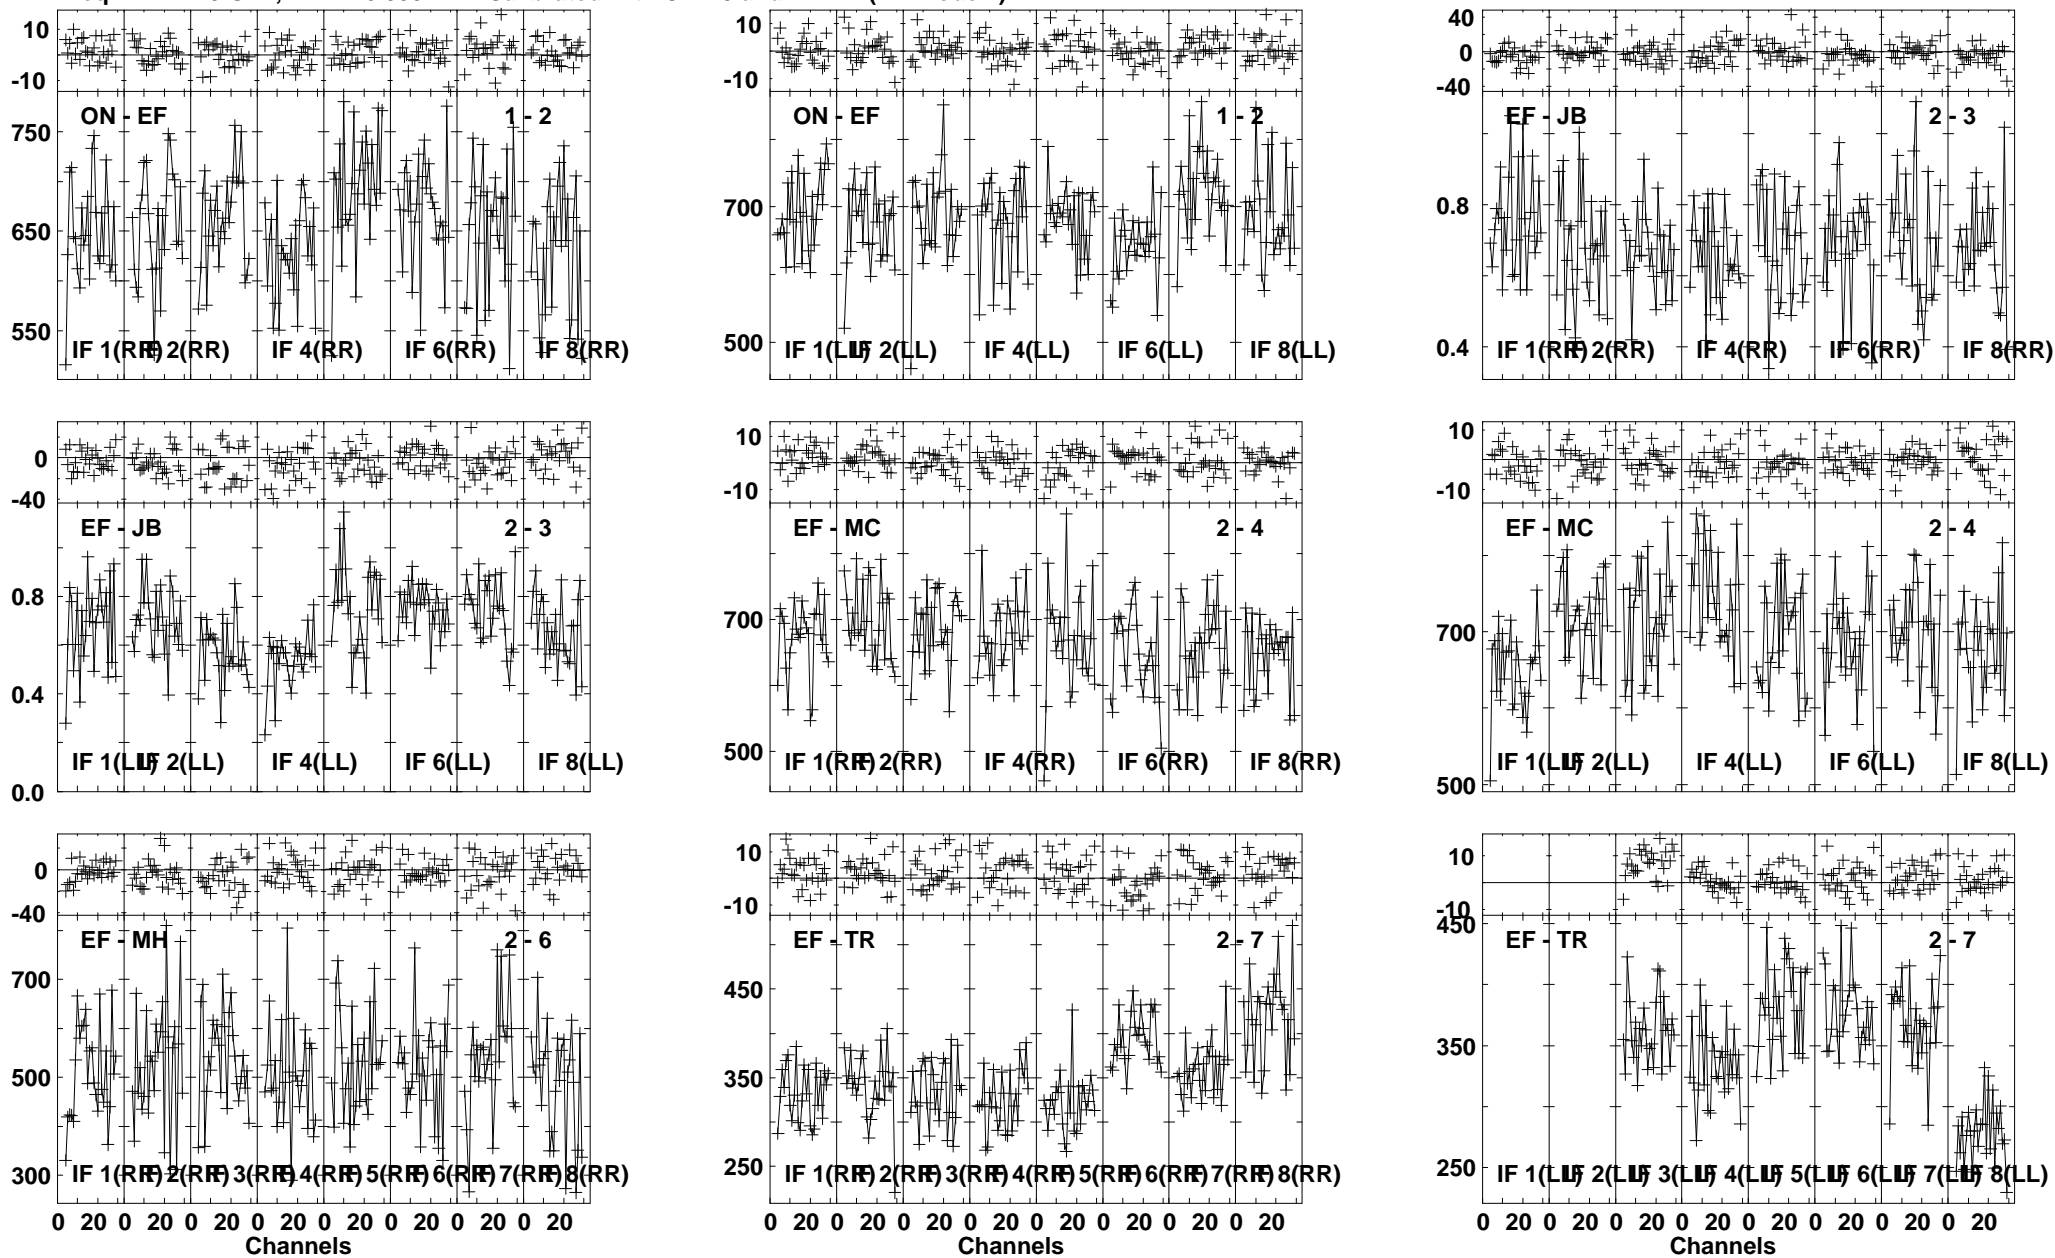 10 10 40
0
-10 -10 -40
ON - EF 1 - 2 ON - EF 1 - 2 EF - JB 2 - 3
750
650 700 0.8
550 500 0.4
IF 1(RR) IF 2(RR) IF 4(RR) IF 6(RR) IF 8(RR) IF 1(LL) IF 2(LL) IF 4(LL) IF 6(LL) IF 8(LL) IF 1(RR) IF 2(RR) IF 4(RR) IF 6(RR) IF 8(RR)
0 10 10
-40 -10 -10
EF - JB 2 - 3 EF - MC 2 - 4 EF - MC 2 - 4
0.8 700 700
0.4
0.0 500 500
IF 1(LL) IF 2(LL) IF 4(LL) IF 6(LL) IF 8(LL) IF 1(RR) IF 2(RR) IF 4(RR) IF 6(RR) IF 8(RR) IF 1(LL) IF 2(LL) IF 4(LL) IF 6(LL) IF 8(LL)
0 10 10
-40 -10 -10
EF - MH 2 - 6 EF - TR 2 - 7 EF - TR 2 - 7
700 450 450
500 350 350
300 250 250
IF 1(RR) IF 2(RR) IF 3(RR) IF 4(RR) IF 5(RR) IF 6(RR) IF 7(RR) IF 8(RR) IF 1(RR) IF 2(RR) IF 3(RR) IF 4(RR) IF 5(RR) IF 6(RR) IF 7(RR) IF 8(RR) IF 1(LL) IF 2(LL) IF 3(LL) IF 4(LL) IF 5(LL) IF 6(LL) IF 7(LL) IF 8(LL)
0 20 0 20 0 20 0 20 0 20 0 20 0 20 0 20 0 20 0 20 0 20 0 20 0 20 0 20 0 20 0 20 0 20 0 20 0 20 0 20 0 20 0 20 0 20 0 20
Channels Channels Channels